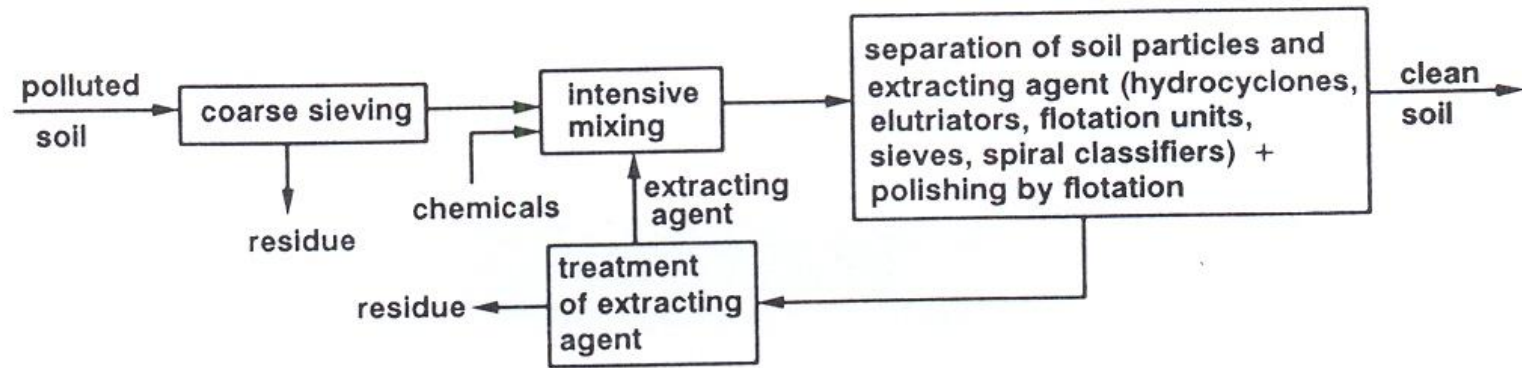 polluted
soil
coarse sieving
residue
chemicals
intensive
mixing
extracting
agent
separation of soil particles and
extracting agent (hydrocyclones,
elutriators, flotation units,
sieves, spiral classifiers) +
polishing by flotation
clean
soil
treatment
of extracting
agent
residue